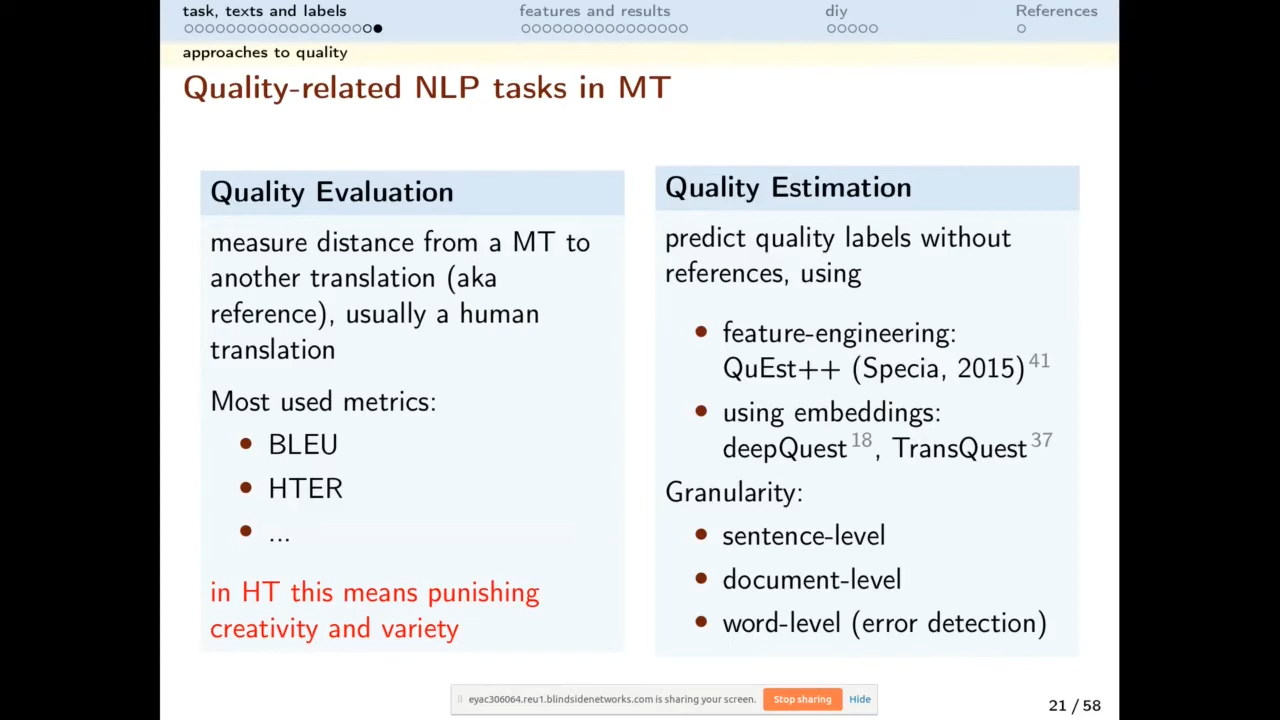 task, texts and labels features and results diy References
approaches to quality
Quality-related NLP tasks in MT
Quality Evaluation
measure distance from a MT to
another translation (aka
reference), usually a human
translation
Most used metrics:
• BLEU
• HTER
• ...
in HT this means punishing
creativity and variety
Quality Estimation
predict quality labels without
references, using
• feature-engineering:
QuEst++ (Specia, 2015)41
• using embeddings:
deepQuest18, TransQuest37
Granularity:
• sentence-level
• document-level
• word-level (error detection)
eyac306064.reu1.blindsidenetworks.com is sharing your screen. Stop sharing Hide
21 / 58